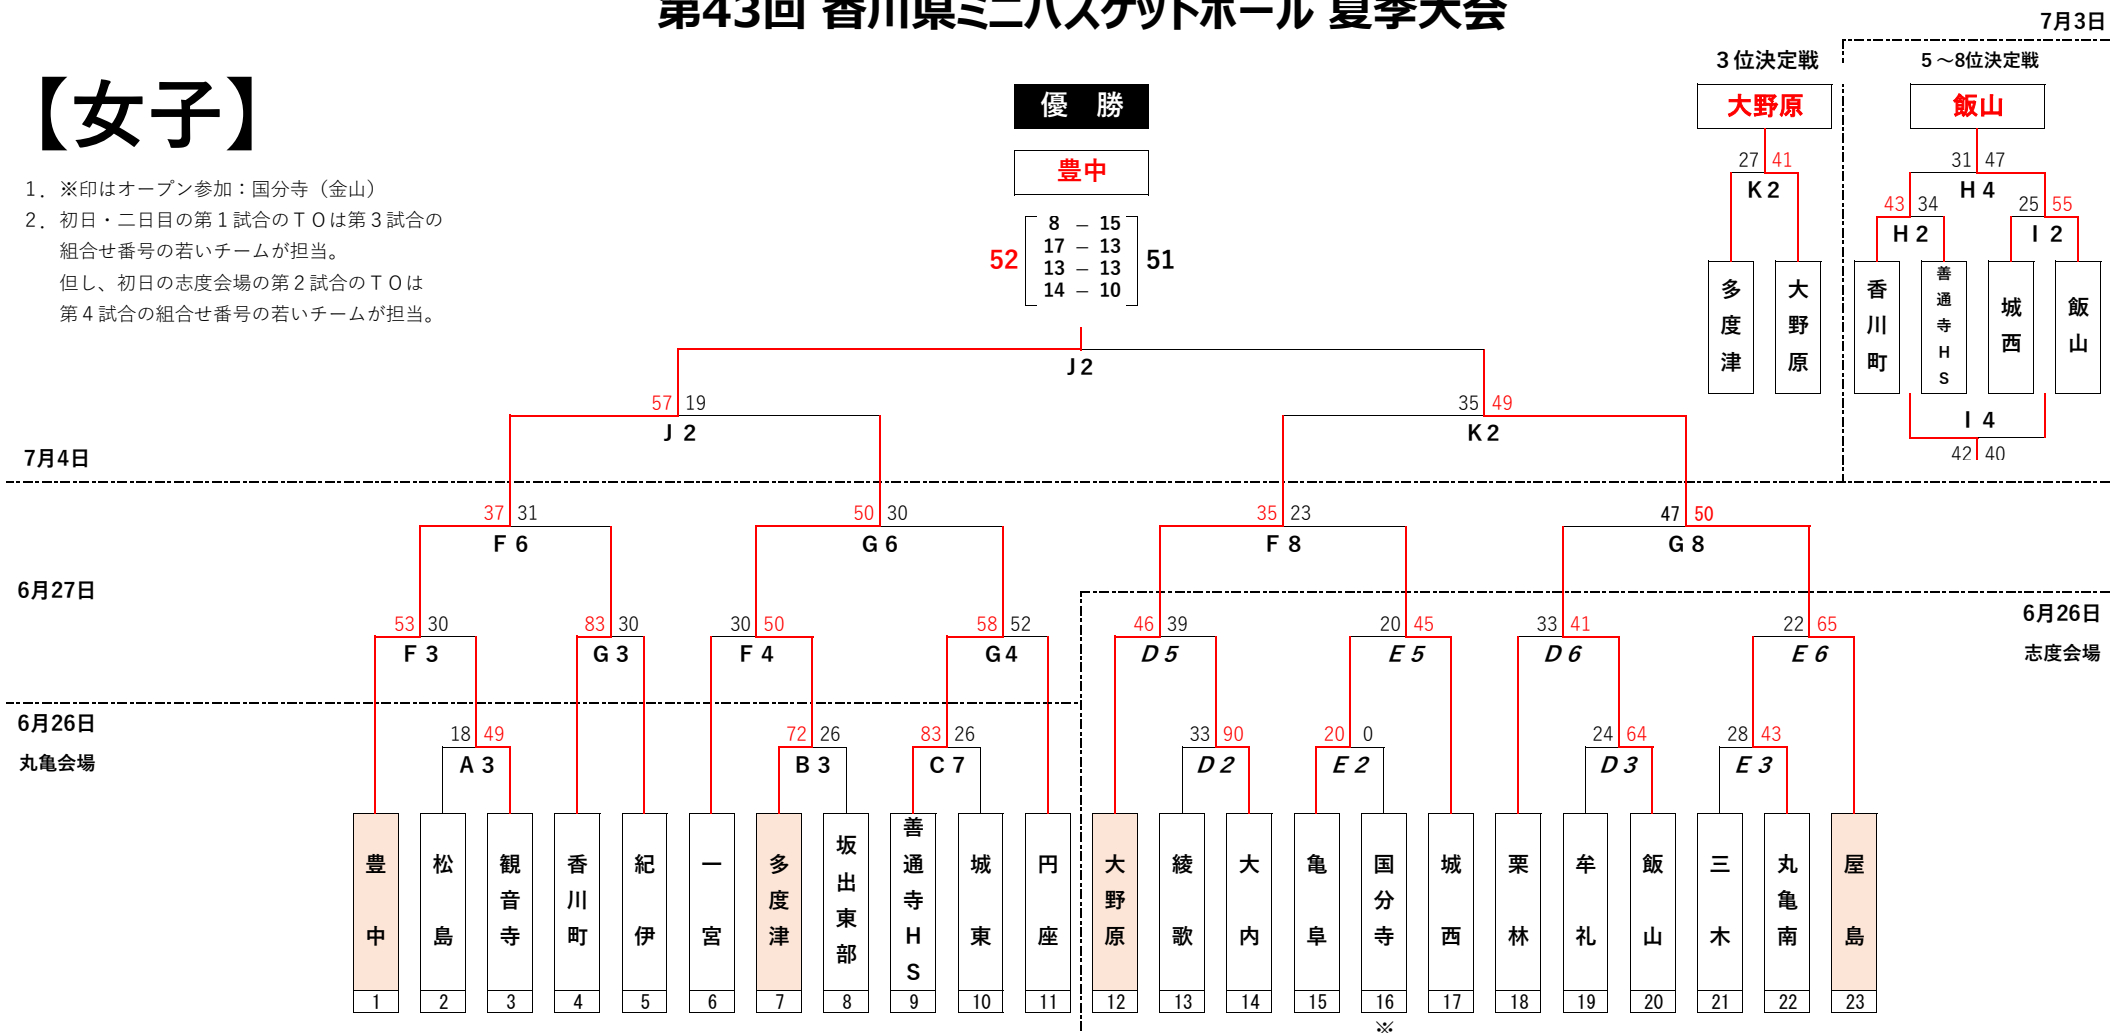 第43回 香川県ミニバスケットボール 夏季大会
7月3日
【女子】
3位決定戦
5～8位決定戦
優 勝
大野原
飯山
豊中
27 41
K2
31 47
H4
1. ※印はオープン参加：国分寺（金山）
2. 初日・二日目の第1試合のTOは第3試合の
組合せ番号の若いチームが担当。
但し、初日の志度会場の第2試合のTOは
第4試合の組合せ番号の若いチームが担当。
43 34
H2
25 55
I2
52
8 – 15
17 – 13
13 – 13
14 – 10
51
多度津
大野原
香川町
善通寺HS
城西
飯山
J2
I4
42 40
57 19
J2
35 49
K2
7月4日
37 31
F6
50 30
G6
35 23
F8
47 50
G8
6月27日
6月26日
志度会場
53 30
F3
83 30
G3
30 50
F4
58 52
G4
46 39
D5
20 45
E5
33 41
D6
22 65
E6
6月26日
丸亀会場
18 49
A3
72 26
B3
83 26
C7
33 90
D2
20 0
E2
24 64
D3
28 43
E3
豊中
松島
観音寺
香川町
紀伊
一宮
多度津
坂出東部
善通寺HS
城東
円座
大野原
綾歌
大内
亀阜
国分寺
城西
栗林
牟礼
飯山
三木
丸亀南
屋島
1 2 3 4 5 6 7 8 9 10 11 12 13 14 15 16 17 18 19 20 21 22 23
※